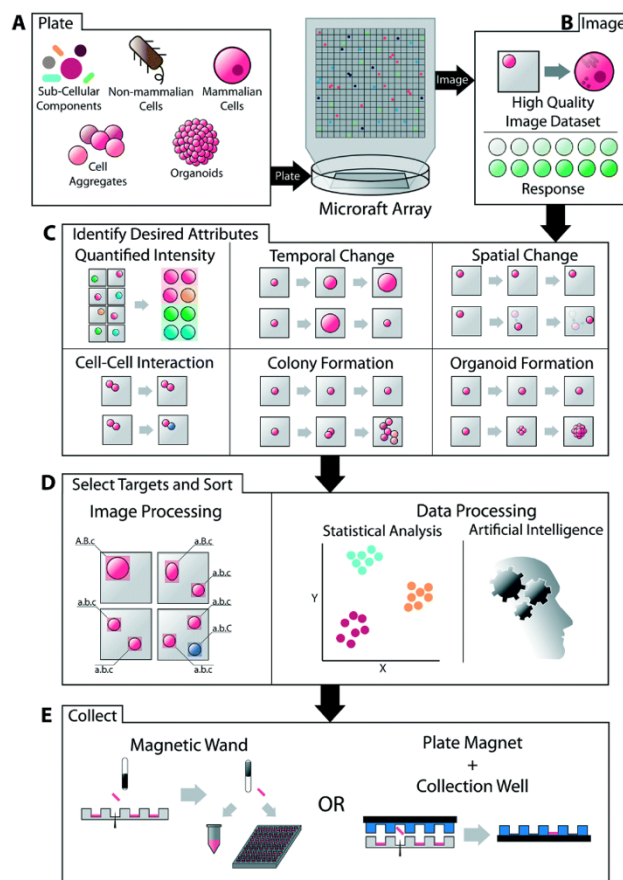 A
Plate
Sub-Cellular
Components
Non-mammalian
Cells
Mammalian
Cells
Cell
Aggregates
Organoids
Plate
Microraft Array
Image
B
Image
High Quality
Image Dataset
Response
C
Identify Desired Attributes
Quantified Intensity
Temporal Change
Spatial Change
Cell-Cell Interaction
Colony Formation
Organoid Formation
D
Select Targets and Sort
Image Processing
A.B.c
a.B.c
a.b.c
a.b.c
a.b.c
a.b.C
a.b.c
a.b.c
Data Processing
Statistical Analysis
Y
X
Artificial Intelligence
E
Collect
Magnetic Wand
OR
Plate Magnet
+
Collection Well